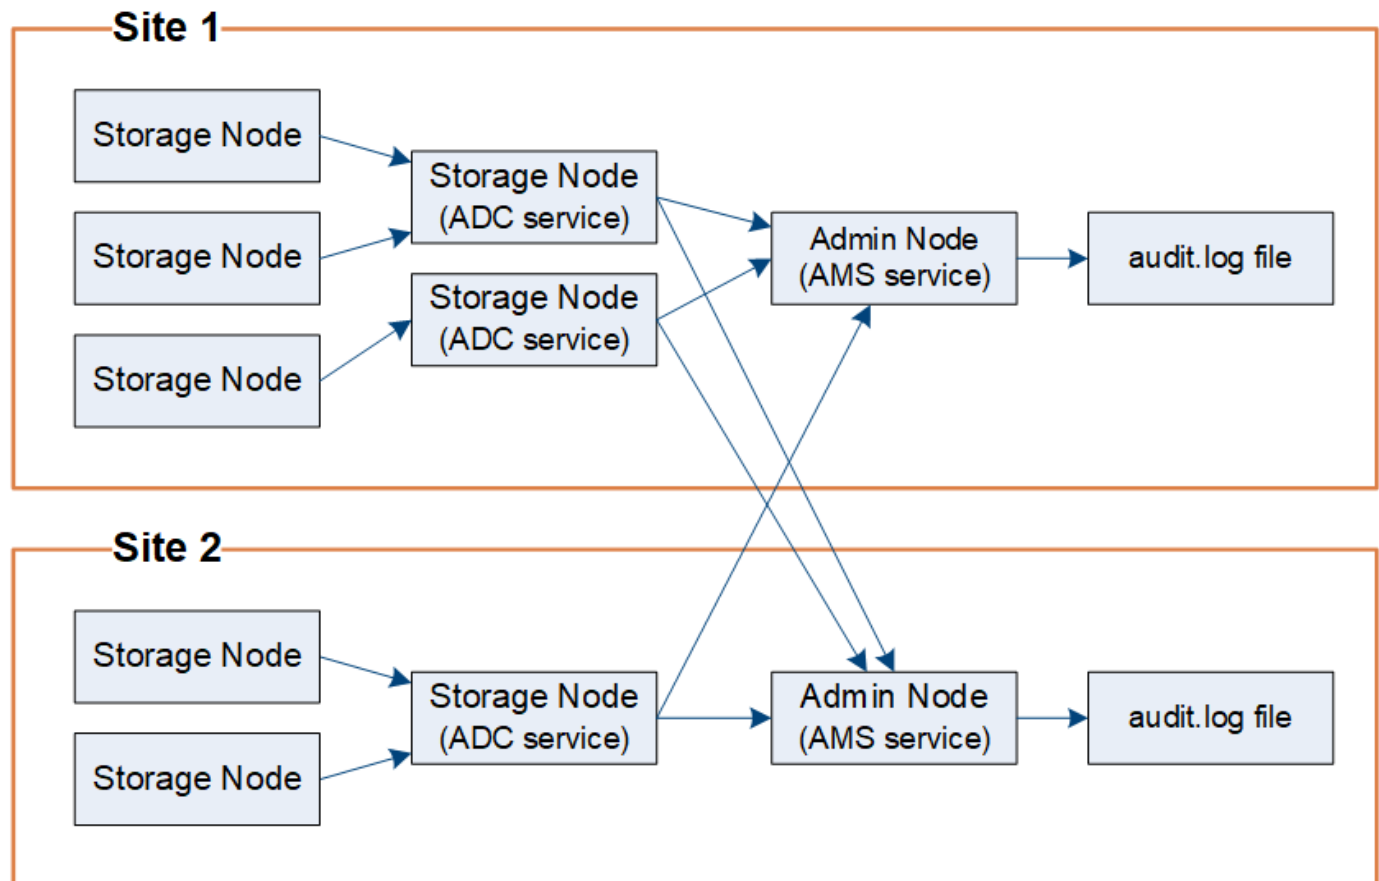 Site 1
Storage Node
Storage Node
Storage Node
Storage Node
(ADC service)
Storage Node
(ADC service)
Admin Node
(AMS service)
audit.log file
Site 2
Storage Node
Storage Node
Storage Node
(ADC service)
Admin Node
(AMS service)
audit.log file